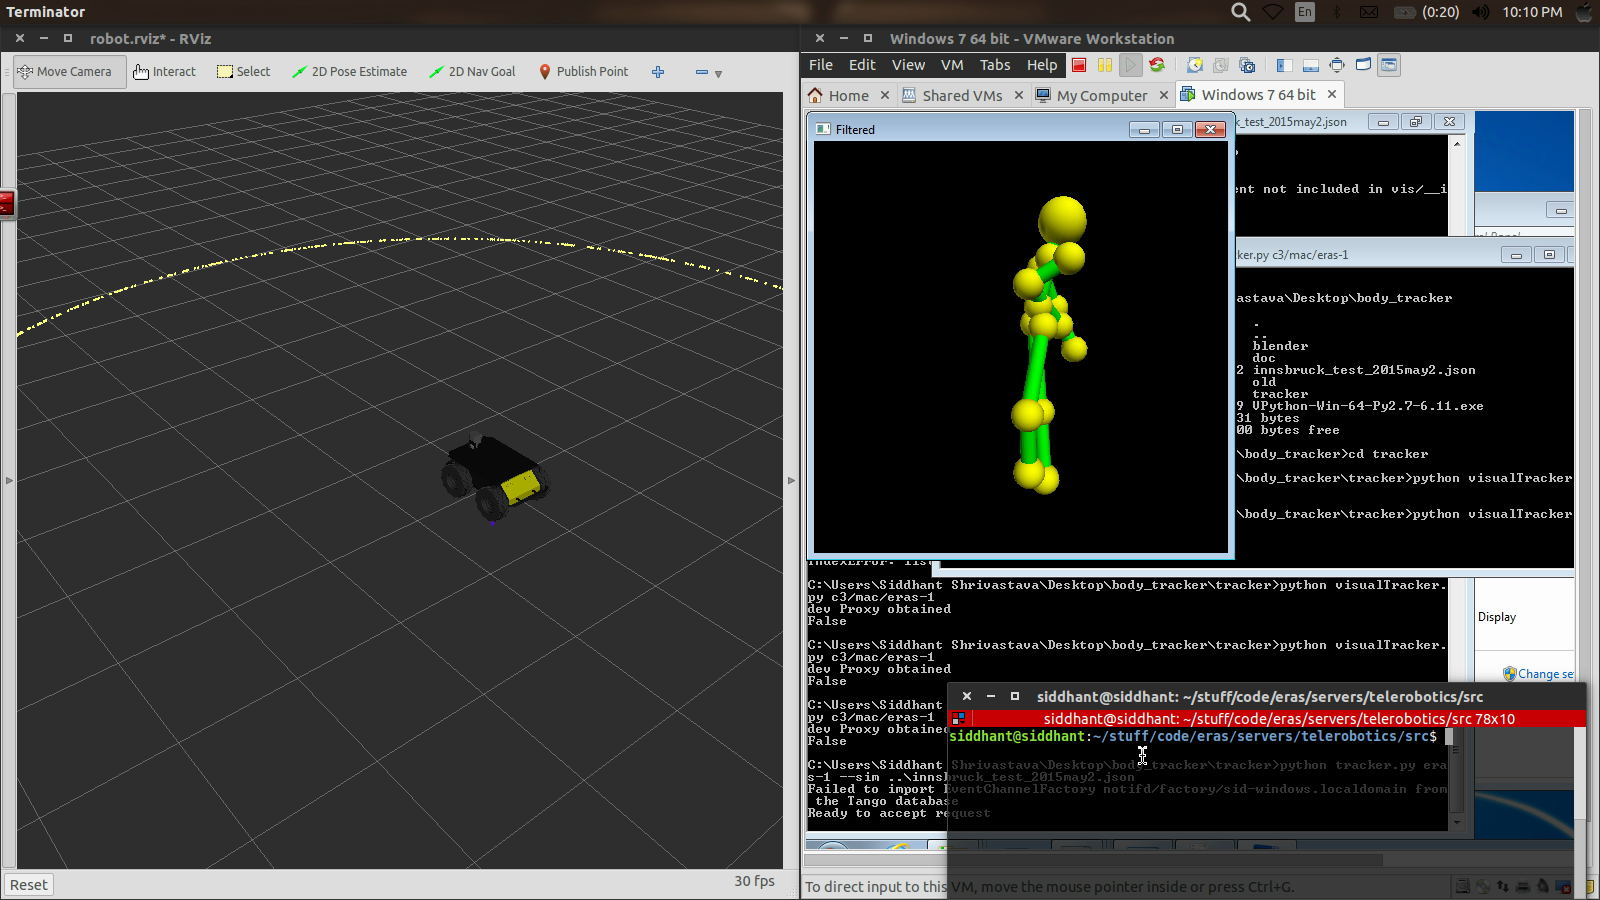 Terminator
En
(0:20)
10:10 PM
robot.rviz* - RViz
Move Camera
Interact
Select
2D Pose Estimate
2D Nav Goal
Publish Point
Reset
30 fps
Windows 7 64 bit - VMware Workstation
File Edit View VM Tabs Help
Home
Shared VMs
My Computer
Windows 7 64 bit
Filtered
k_test_2015may2.json
ent not included in vis/__i
ker.py c3/mac/eras-1
astava\Desktop\body_tracker
.
..
blender
doc
2 innsbruck_test_2015may2.json
old
tracker
9 VPython-Win-64-Py2.7-6.11.exe
31 bytes
00 bytes free
\body_tracker>cd tracker
\body_tracker\tracker>python visualTracker
\body_tracker\tracker>python visualTracker
C:\Users\Siddhant Shrivastava\Desktop\body_tracker\tracker>python visualTracker.
py c3/mac/eras-1
dev Proxy obtained
False
C:\Users\Siddhant Shrivastava\Desktop\body_tracker\tracker>python visualTracker.
py c3/mac/eras-1
dev Proxy obtained
False
C:\Users\Siddhant
py c3/mac/eras-1
dev Proxy obtained
False
C:\Users\Siddhant Shrivastava\Desktop\body_tracker\tracker>python tracker.py era
s-1 --sim ..\innsbruck_test_2015may2.json
Failed to import EventChannelFactory notifd/factory/sid-windows.localdomain from
the Tango database
Ready to accept request
Display
Change se
siddhant@siddhant: ~/stuff/code/eras/servers/telerobotics/src
siddhant@siddhant: ~/stuff/code/eras/servers/telerobotics/src 78x10
siddhant@siddhant:~/stuff/code/eras/servers/telerobotics/src$
To direct input to this VM, move the mouse pointer inside or press Ctrl+G.